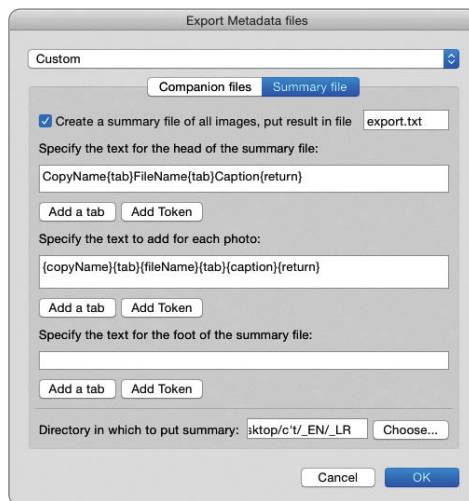 Export Metadata files
Custom
Companion files Summary file
Create a summary file of all images, put result in file export.txt
Specify the text for the head of the summary file:
CopyName{tab}FileName{tab}Caption{return}
Add a tab Add Token
Specify the text to add for each photo:
{copyName}{tab}{fileName}{tab}{caption}{return}
Add a tab Add Token
Specify the text for the foot of the summary file:
Add a tab Add Token
Directory in which to put summary: sktop/c't/_EN/_LR Choose...
Cancel OK